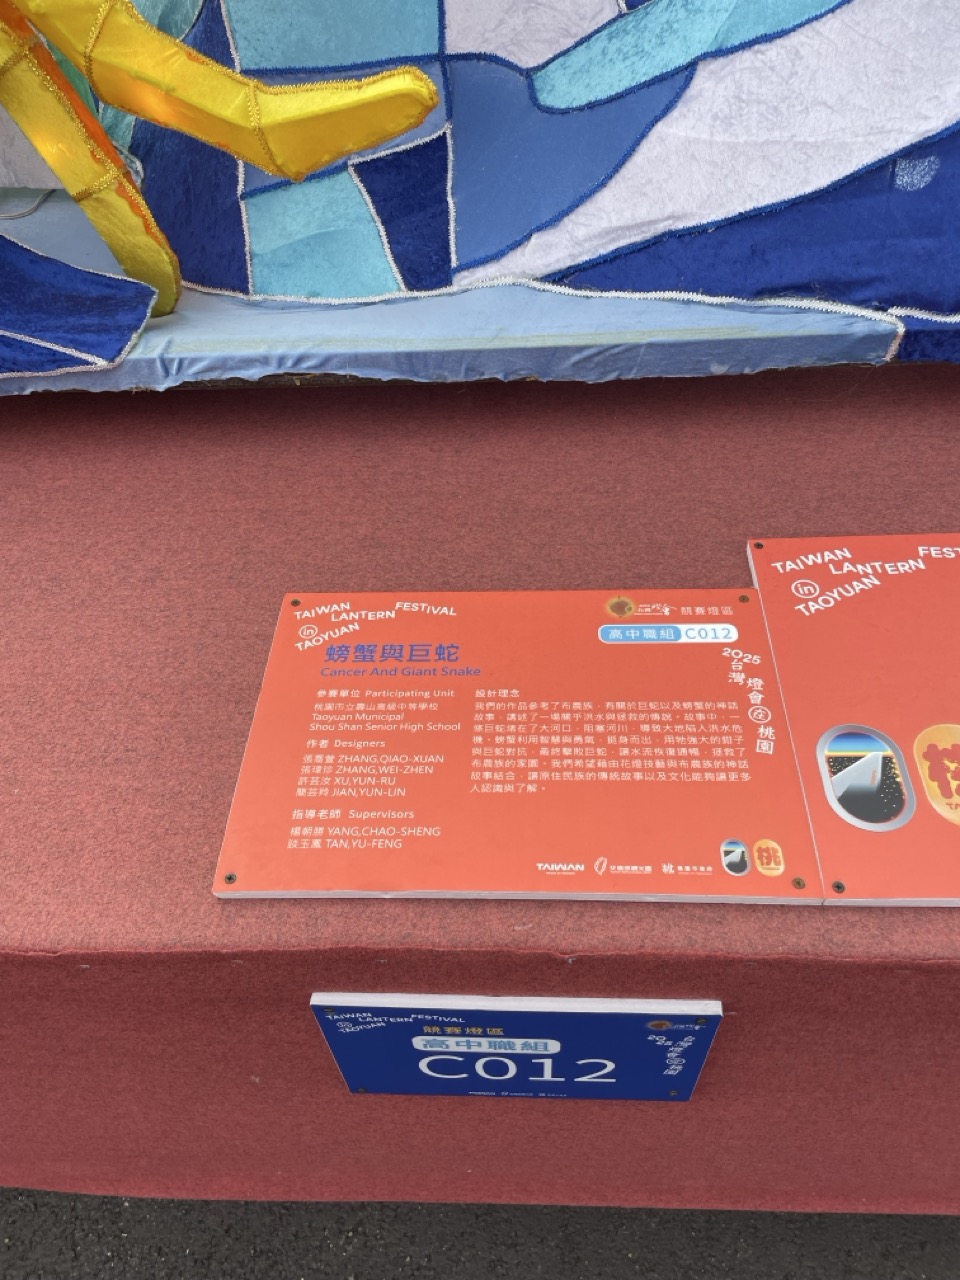 TAIWAN
LANTERN FESTIVAL
in
TAOYUAN
競賽燈區
高中職組 C012
螃蟹與巨蛇
Cancer And Giant Snake
2025
台灣燈會在桃園
參賽單位 Participating Unit
桃園市立壽山高級中等學校
Taoyuan Municipal
Shou Shan Senior High School
作者 Designers
張喬萱 ZHANG,QIAO-XUAN
張瑋珍 ZHANG,WEI-ZHEN
許芸汝 XU,YUN-RU
簡芸羚 JIAN,YUN-LIN
指導老師 Supervisors
楊朝勝 YANG,CHAO-SHENG
談玉鳳 TAN,YU-FENG
設計理念
我們的作品參考了布農族，有關於巨蛇以及螃蟹的神話
故事，講述了一場關乎洪水與拯救的傳說。故事中，一
條巨蛇堵在了大河口，阻塞河川，導致大地陷入洪水危
機。螃蟹利用智慧與勇氣，挺身而出，用牠強大的鉗子
與巨蛇對抗，最終擊敗巨蛇，讓水流恢復通暢，拯救了
布農族的家園。我們希望藉由花燈技藝與布農族的神話
故事結合，讓原住民族的傳統故事以及文化能夠讓更多
人認識與了解。
TAIWAN
桃
TAIWAN FEST
LANTERN
in
TAOYUAN
TAIWAN
LANTERN FESTIVAL
in
TAOYUAN
競賽燈區
高中職組
C012
2025
台灣燈會在桃園